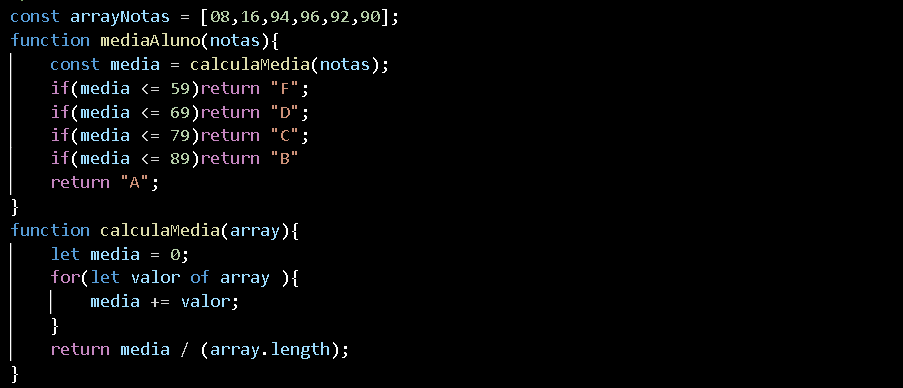 const arrayNotas = [08,16,94,96,92,90];
function mediaAluno(notas){
    const media = calculaMedia(notas);
    if(media <= 59)return "F";
    if(media <= 69)return "D";
    if(media <= 79)return "C";
    if(media <= 89)return "B"
    return "A";
}
function calculaMedia(array){
    let media = 0;
    for(let valor of array ){
        media += valor;
    }
    return media / (array.length);
}